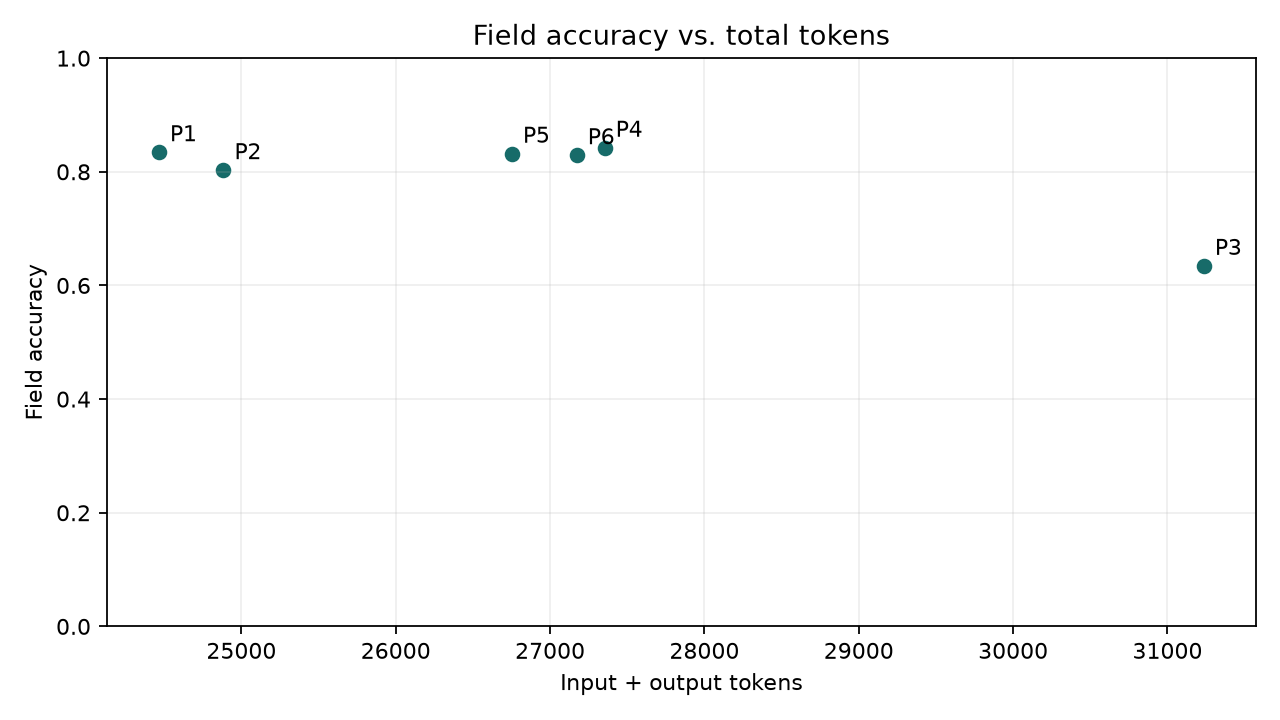 Field accuracy vs. total tokens
Field accuracy
1.0
0.8
0.6
0.4
0.2
0.0
P1
P2
P5
P6
P4
P3
25000
26000
27000
28000
29000
30000
31000
Input + output tokens